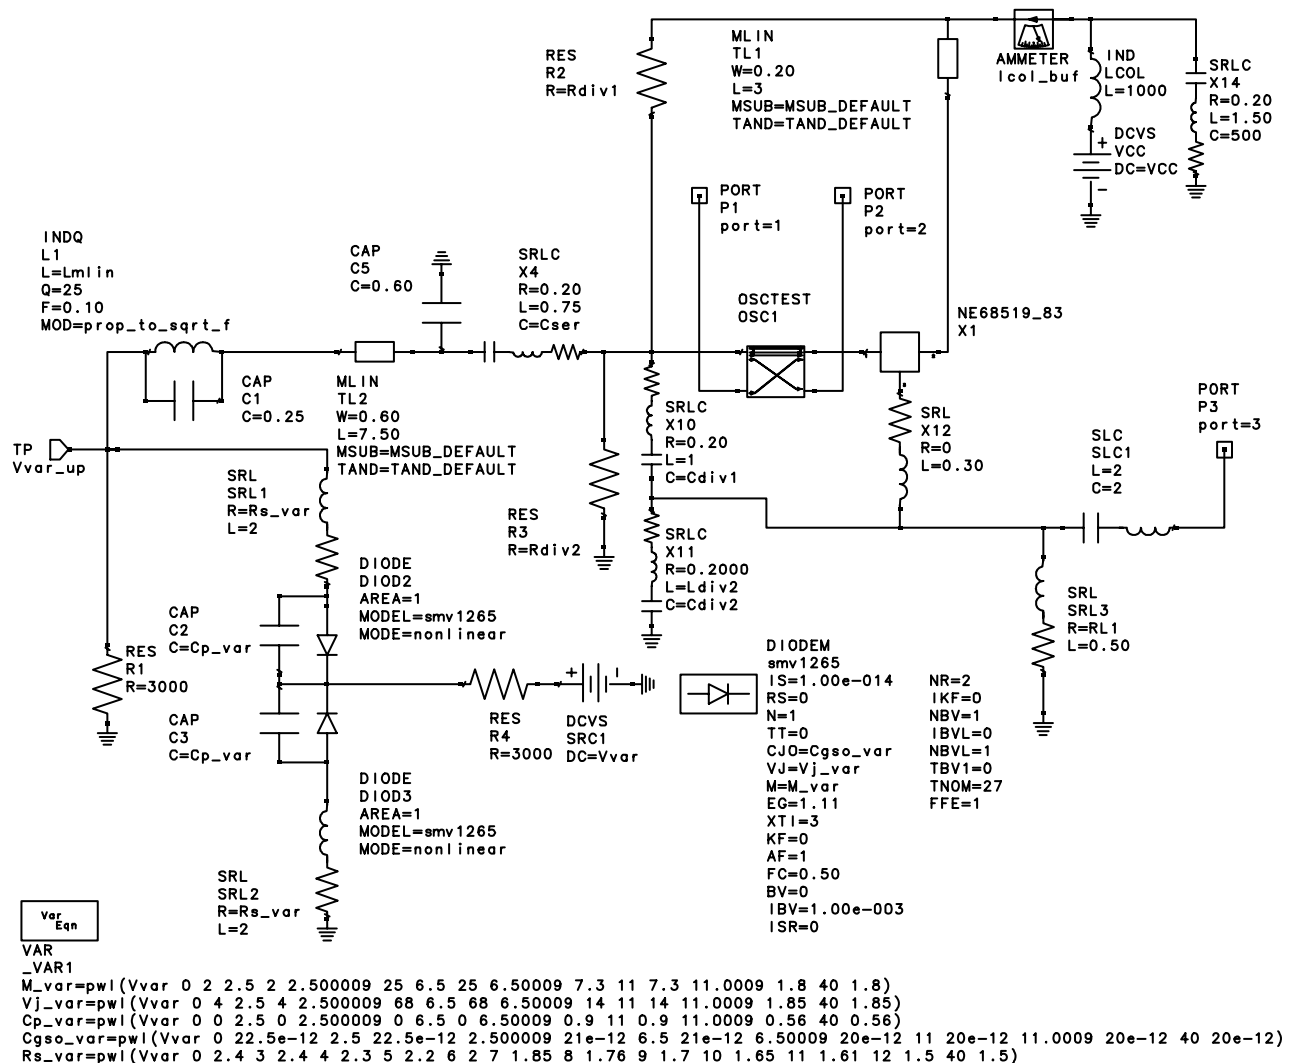 RES
R2
R=Rdiv1
MLIN
TL1
W=0.20
L=3
MSUB=MSUB_DEFAULT
TAND=TAND_DEFAULT
AMMETER
Icol_buf
IND
LCOL
L=1000
SRLC
X14
R=0.20
L=1.50
C=500
+
DCVS
VCC
DC=VCC
-
PORT
P1
port=1
PORT
P2
port=2
INDQ
L1
L=Lmlin
Q=25
F=0.10
MOD=prop_to_sqrt_f
CAP
C5
C=0.60
SRLC
X4
R=0.20
L=0.75
C=Cser
OSCTEST
OSC1
NE68519_83
X1
CAP
C1
C=0.25
MLIN
TL2
W=0.60
L=7.50
MSUB=MSUB_DEFAULT
TAND=TAND_DEFAULT
SRLC
X10
R=0.20
L=1
C=Cdiv1
SRL
X12
R=0
L=0.30
SLC
SLC1
L=2
C=2
PORT
P3
port=3
TP
Vvar_up
SRL
SRL1
R=Rs_var
L=2
RES
R3
R=Rdiv2
SRLC
X11
R=0.2000
L=Ldiv2
C=Cdiv2
DIODE
DIOD2
AREA=1
MODEL=smv1265
MODE=nonlinear
CAP
C2
C=Cp_var
SRL
SRL3
R=RL1
L=0.50
RES
R1
R=3000
CAP
C3
C=Cp_var
RES
R4
R=3000
+ -
DCVS
SRC1
DC=Vvar
DIODE
DIOD3
AREA=1
MODEL=smv1265
MODE=nonlinear
SRL
SRL2
R=Rs_var
L=2
DIODEM
smv1265
IS=1.00e-014
RS=0
N=1
TT=0
CJO=Cgso_var
VJ=Vj_var
M=M_var
EG=1.11
XTI=3
KF=0
AF=1
FC=0.50
BV=0
IBV=1.00e-003
ISR=0
NR=2
IKF=0
NBV=1
IBVL=0
NBVL=1
TBV1=0
TNOM=27
FFE=1
Var
Eqn
VAR
_VAR1
M_var=pwl(Vvar 0 2 2.5 2 2.500009 25 6.5 25 6.50009 7.3 11 7.3 11.0009 1.8 40 1.8)
Vj_var=pwl(Vvar 0 4 2.5 4 2.500009 68 6.5 68 6.50009 14 11 14 11.0009 1.85 40 1.85)
Cp_var=pwl(Vvar 0 0 2.5 0 2.500009 0 6.5 0 6.50009 0.9 11 0.9 11.0009 0.56 40 0.56)
Cgso_var=pwl(Vvar 0 22.5e-12 2.5 22.5e-12 2.500009 21e-12 6.5 21e-12 6.50009 20e-12 11 20e-12 11.0009 20e-12 40 20e-12)
Rs_var=pwl(Vvar 0 2.4 3 2.4 4 2.3 5 2.2 6 2 7 1.85 8 1.76 9 1.7 10 1.65 11 1.61 12 1.5 40 1.5)